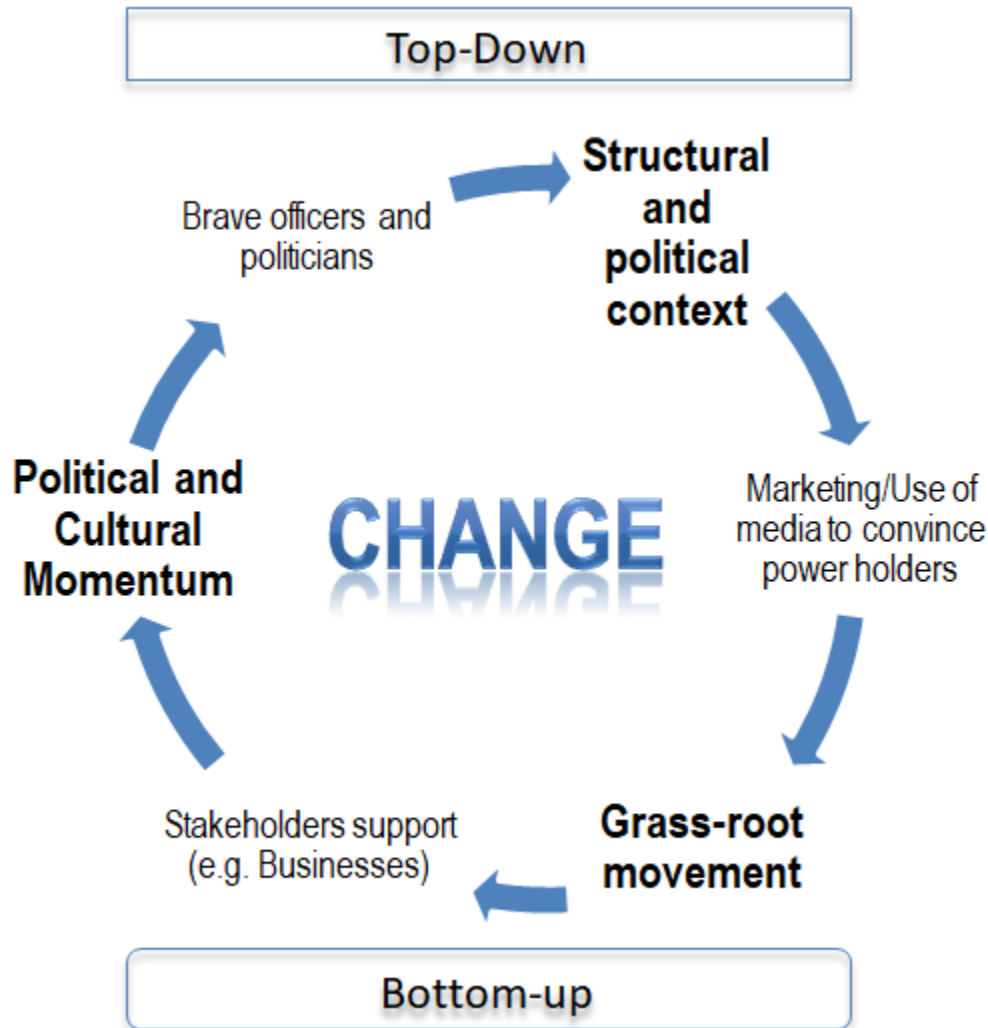 Top-Down
Structural
and
political
context
Brave officers and
politicians
Marketing/Use of
media to convince
power holders
Political and
Cultural
Momentum
CHANGE
Grass-root
movement
Stakeholders support
(e.g. Businesses)
Bottom-up